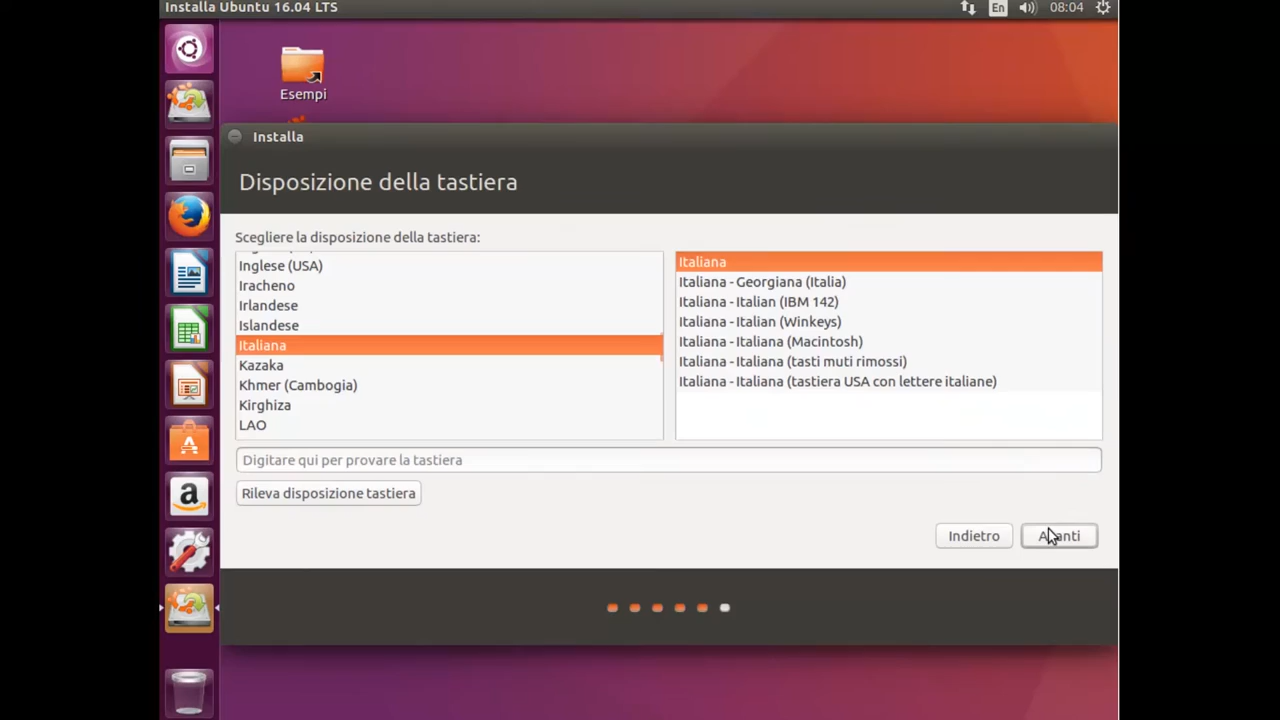 Installa Ubuntu 16.04 LTS
En
08:04
Esempi
Installa
Disposizione della tastiera
Scegliere la disposizione della tastiera:
Inglese (USA)
Iracheno
Irlandese
Islandese
Italiana
Kazaka
Khmer (Cambogia)
Kirghiza
LAO
Italiana
Italiana - Georgiana (Italia)
Italiana - Italian (IBM 142)
Italiana - Italian (Winkeys)
Italiana - Italiana (Macintosh)
Italiana - Italiana (tasti muti rimossi)
Italiana - Italiana (tastiera USA con lettere italiane)
Digitare qui per provare la tastiera
Rileva disposizione tastiera
Indietro
Avanti